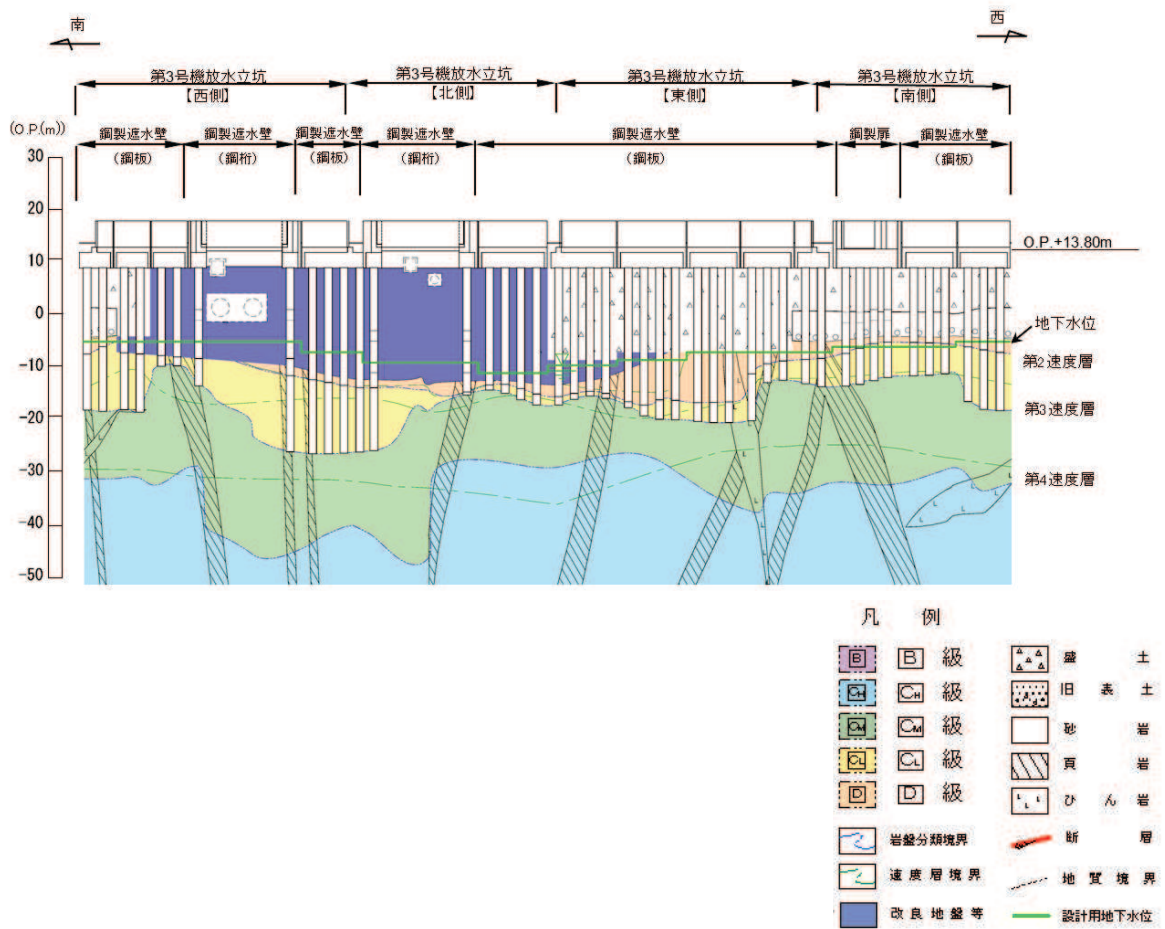 南 西
第3号機放水立坑 第3号機放水立坑 第3号機放水立坑 第3号機放水立坑
【西側】 【北側】 【東側】 【南側】
(O.P.(m))
鋼製遮水壁 鋼製遮水壁 鋼製遮水壁 鋼製遮水壁 鋼製遮水壁 鋼製扉 鋼製遮水壁
(鋼板) (鋼桁) (鋼板) (鋼桁) (鋼板) (鋼板)
30
20
10
0
-10
-20
-30
-40
-50
O.P.+13.80m
地下水位
第2速度層
第3速度層
第4速度層
凡 例
B B 級 盛 土
CH CH 級 旧 表 土
CM CM 級 砂 岩
CL CL 級 頁 岩
D D 級 ひ ん 岩
岩盤分類境界 断 層
速度層境界 地質境界
改良地盤等 設計用地下水位